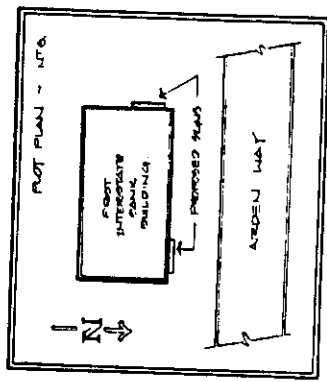 PLOT PLAN - NTS.
FIRST
INTERSTATE
BANK
BUILDING.
PROPOSED SIGNS
ARDEN WAY
N